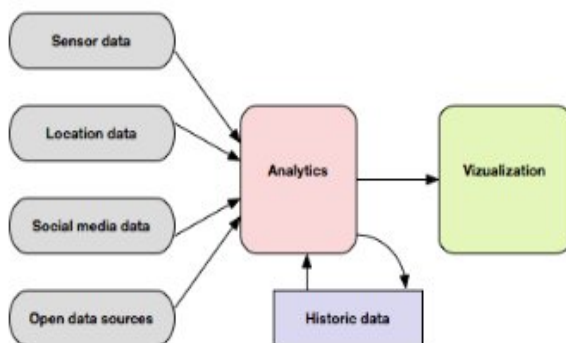 Sensor data
Location data
Analytics
Vizualization
Social media data
Open data sources
Historic data